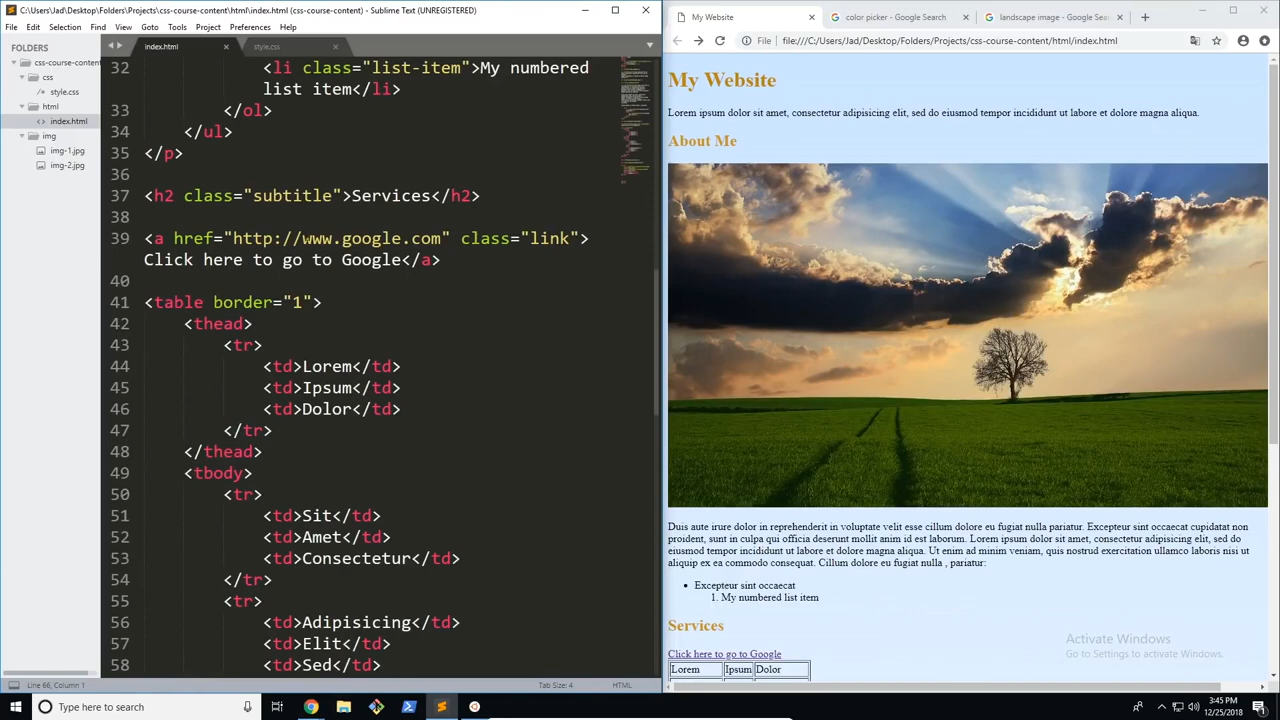 C:\Users\Jad\Desktop\Folders\Projects\css-course-content\html\index.html (css-course-content) - Sublime Text (UNREGISTERED)
File Edit Selection Find View Goto Tools Project Preferences Help
FOLDERS
css-course-content
css
style.css
html
<> index.html
img
img-1.jpg
img-2.jpg
index.html
style.css
32 <li class="list-item">My numbered
list item</li>
33 </ol>
34 </ul>
35 </p>
36
37 <h2 class="subtitle">Services</h2>
38
39 <a href="http://www.google.com" class="link">
Click here to go to Google</a>
40
41 <table border="1">
42 <thead>
43 <tr>
44 <td>Lorem</td>
45 <td>Ipsum</td>
46 <td>Dolor</td>
47 </tr>
48 </thead>
49 <tbody>
50 <tr>
51 <td>Sit</td>
52 <td>Amet</td>
53 <td>Consectetur</td>
54 </tr>
55 <tr>
56 <td>Adipisicing</td>
57 <td>Elit</td>
58 <td>Sed</td>
Line 66, Column 1
Tab Size: 4
HTML
My Website
color picker - Google Search
landscape image - Google Sea
File | file:///C:/Users/Jad/Desktop/Folders/Projects/css-course-content/html/index.html
My Website
Lorem ipsum dolor sit amet, consectetur adipisicing elit, sed do eiusmod tempor incididunt ut labore et dolore magna aliqua.
About Me
Duis aute irure dolor in reprehenderit in voluptate velit esse cillum dolore eu fugiat nulla pariatur. Excepteur sint occaecat cupidatat non
proident, sunt in culpa qui officia deserunt mollit anim id est laborum. Lorem ipsum dolor sit amet, consectetur adipisicing elit, sed do
eiusmod tempor incididunt ut labore et dolore magna aliqua. Ut enim ad minim veniam, quis nostrud exercitation ullamco laboris nisi ut
aliquip ex ea commodo consequat. Cillum dolore eu fugiat nulla , pariatur:
• Excepteur sint occaecat
1. My numbered list item
Services
Click here to go to Google
Lorem Ipsum Dolor
Activate Windows
Go to Settings to activate Windows.
Type here to search
3:45 PM
12/25/2018